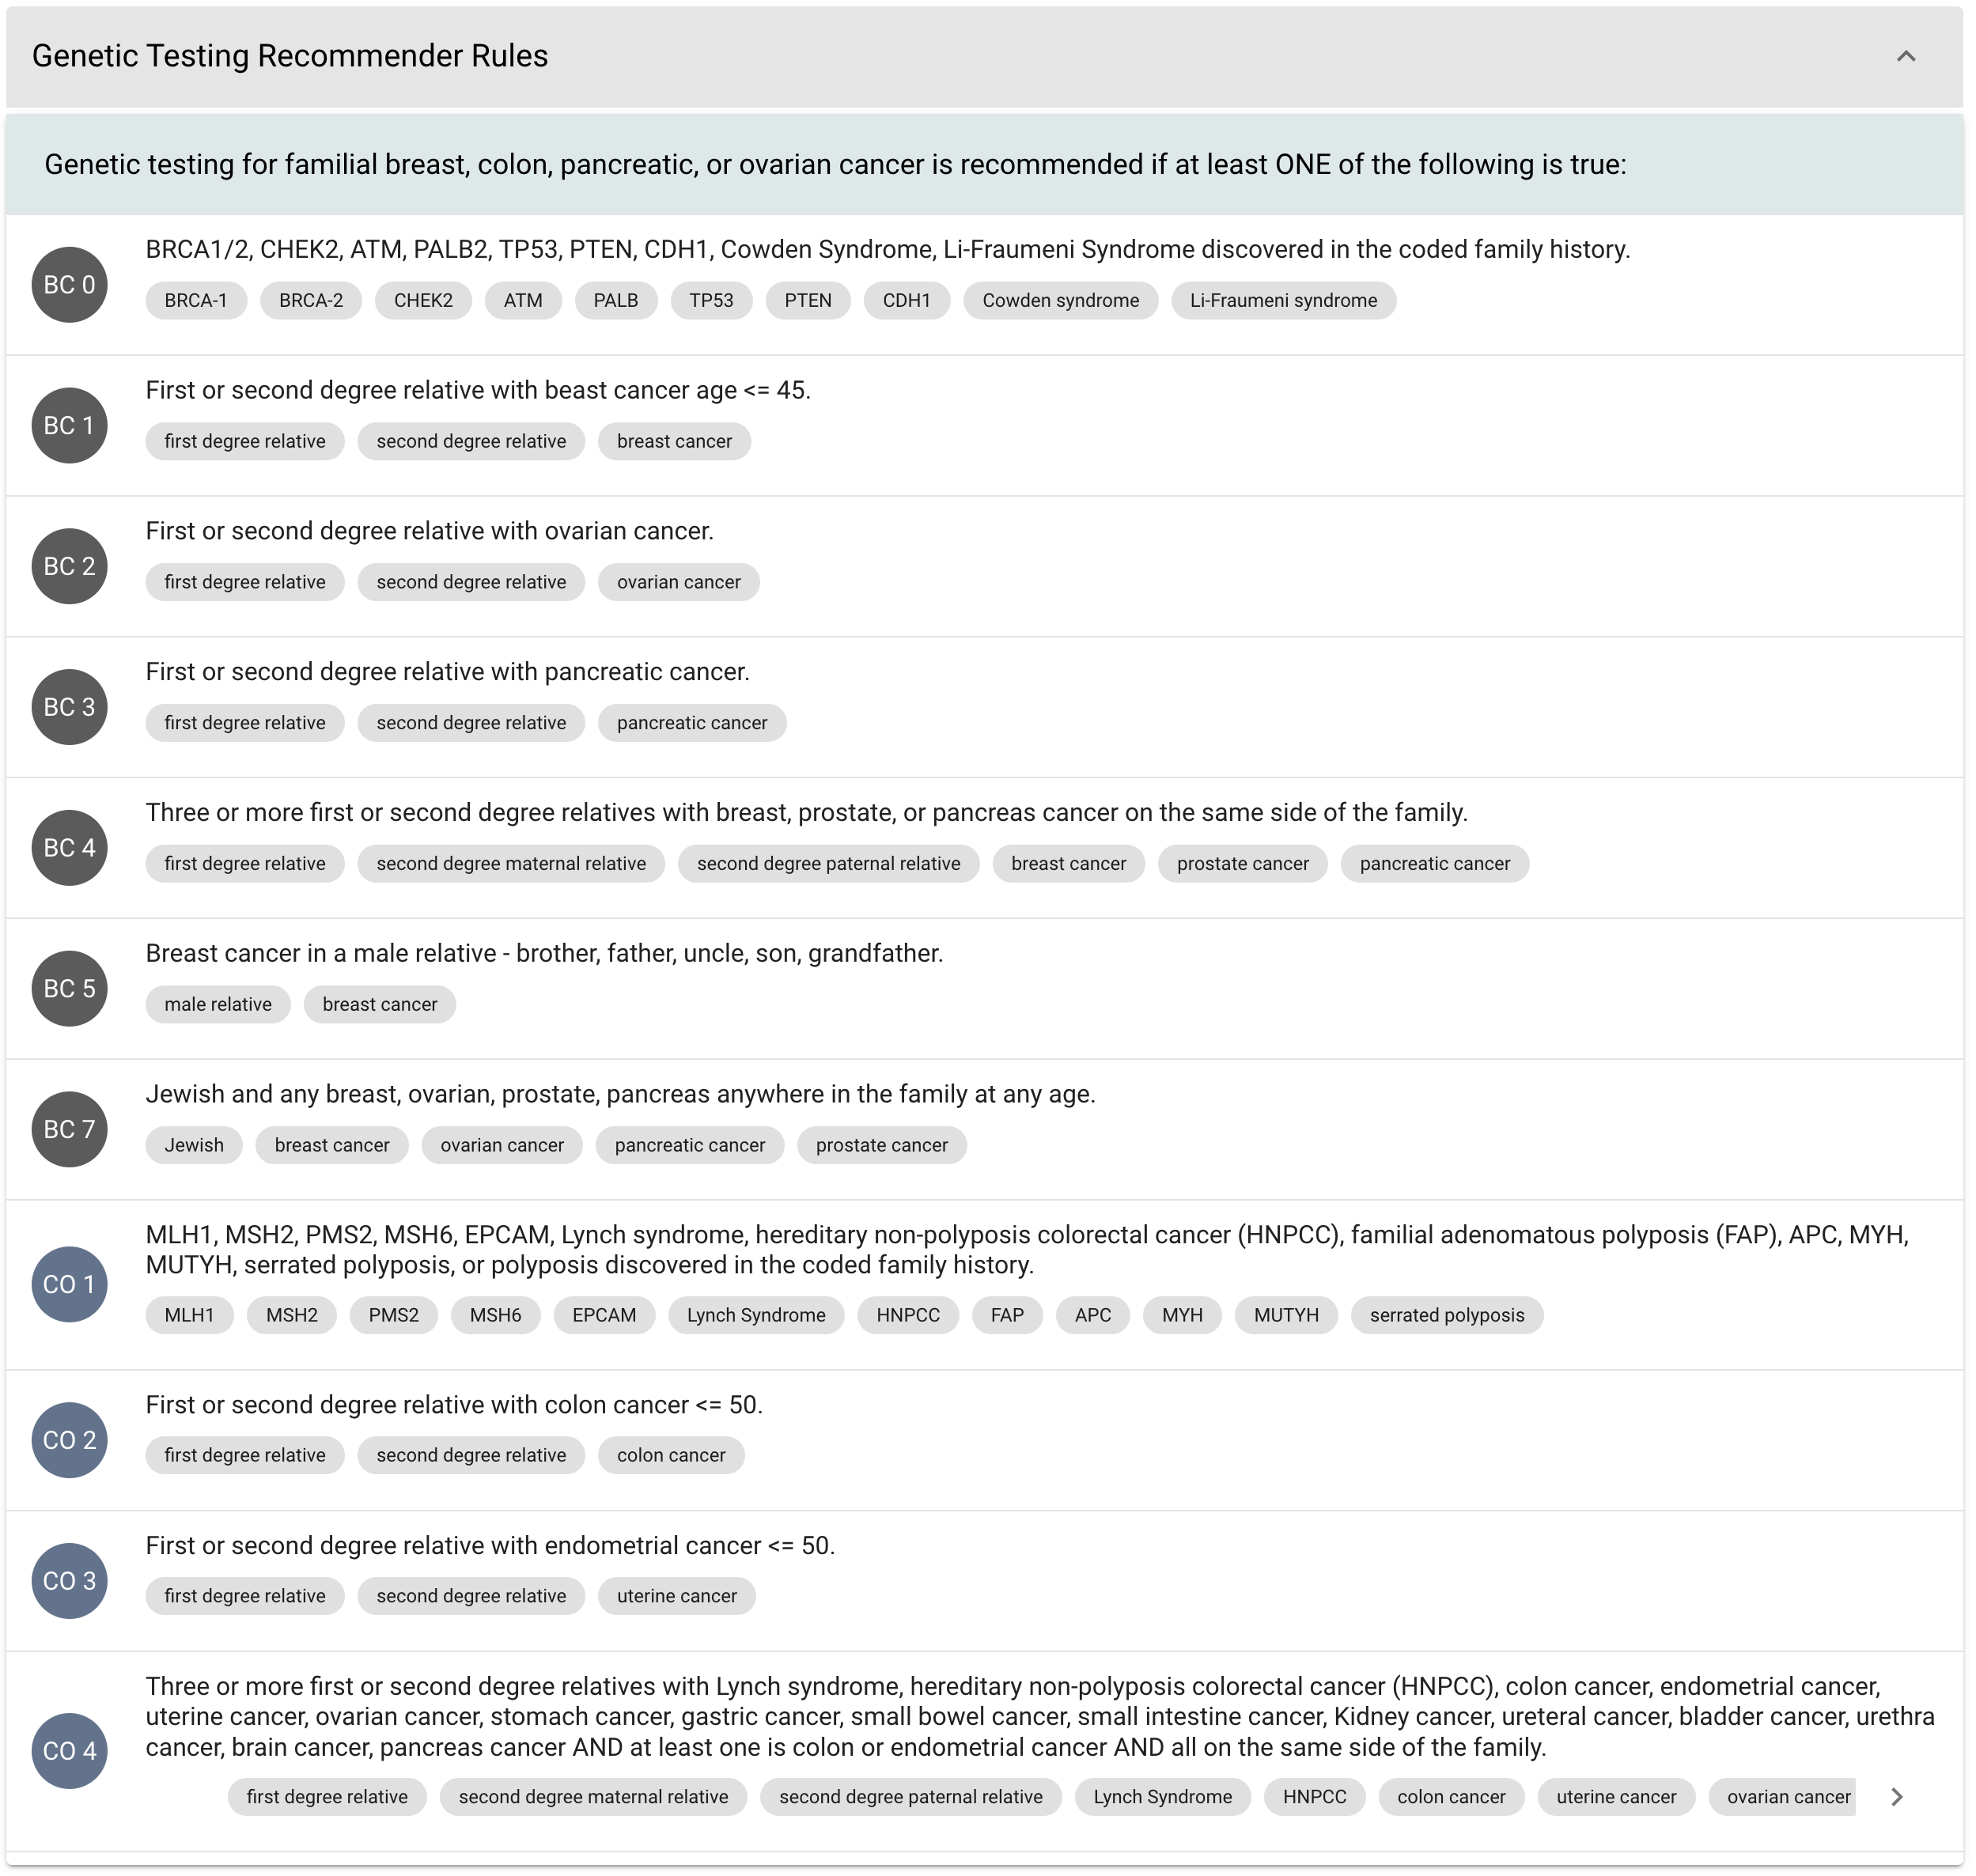 Genetic Testing Recommender Rules
Genetic testing for familial breast, colon, pancreatic, or ovarian cancer is recommended if at least ONE of the following is true:
BC 0
BRCA1/2, CHEK2, ATM, PALB2, TP53, PTEN, CDH1, Cowden Syndrome, Li-Fraumeni Syndrome discovered in the coded family history.
BRCA-1 BRCA-2 CHEK2 ATM PALB TP53 PTEN CDH1 Cowden syndrome Li-Fraumeni syndrome
BC 1
First or second degree relative with beast cancer age <= 45.
first degree relative second degree relative breast cancer
BC 2
First or second degree relative with ovarian cancer.
first degree relative second degree relative ovarian cancer
BC 3
First or second degree relative with pancreatic cancer.
first degree relative second degree relative pancreatic cancer
BC 4
Three or more first or second degree relatives with breast, prostate, or pancreas cancer on the same side of the family.
first degree relative second degree maternal relative second degree paternal relative breast cancer prostate cancer pancreatic cancer
BC 5
Breast cancer in a male relative - brother, father, uncle, son, grandfather.
male relative breast cancer
BC 7
Jewish and any breast, ovarian, prostate, pancreas anywhere in the family at any age.
Jewish breast cancer ovarian cancer pancreatic cancer prostate cancer
CO 1
MLH1, MSH2, PMS2, MSH6, EPCAM, Lynch syndrome, hereditary non-polyposis colorectal cancer (HNPCC), familial adenomatous polyposis (FAP), APC, MYH,
MUTYH, serrated polyposis, or polyposis discovered in the coded family history.
MLH1 MSH2 PMS2 MSH6 EPCAM Lynch Syndrome HNPCC FAP APC MYH MUTYH serrated polyposis
CO 2
First or second degree relative with colon cancer <= 50.
first degree relative second degree relative colon cancer
CO 3
First or second degree relative with endometrial cancer <= 50.
first degree relative second degree relative uterine cancer
CO 4
Three or more first or second degree relatives with Lynch syndrome, hereditary non-polyposis colorectal cancer (HNPCC), colon cancer, endometrial cancer,
uterine cancer, ovarian cancer, stomach cancer, gastric cancer, small bowel cancer, small intestine cancer, Kidney cancer, ureteral cancer, bladder cancer, urethra
cancer, brain cancer, pancreas cancer AND at least one is colon or endometrial cancer AND all on the same side of the family.
first degree relative second degree maternal relative second degree paternal relative Lynch Syndrome HNPCC colon cancer uterine cancer ovarian cancer